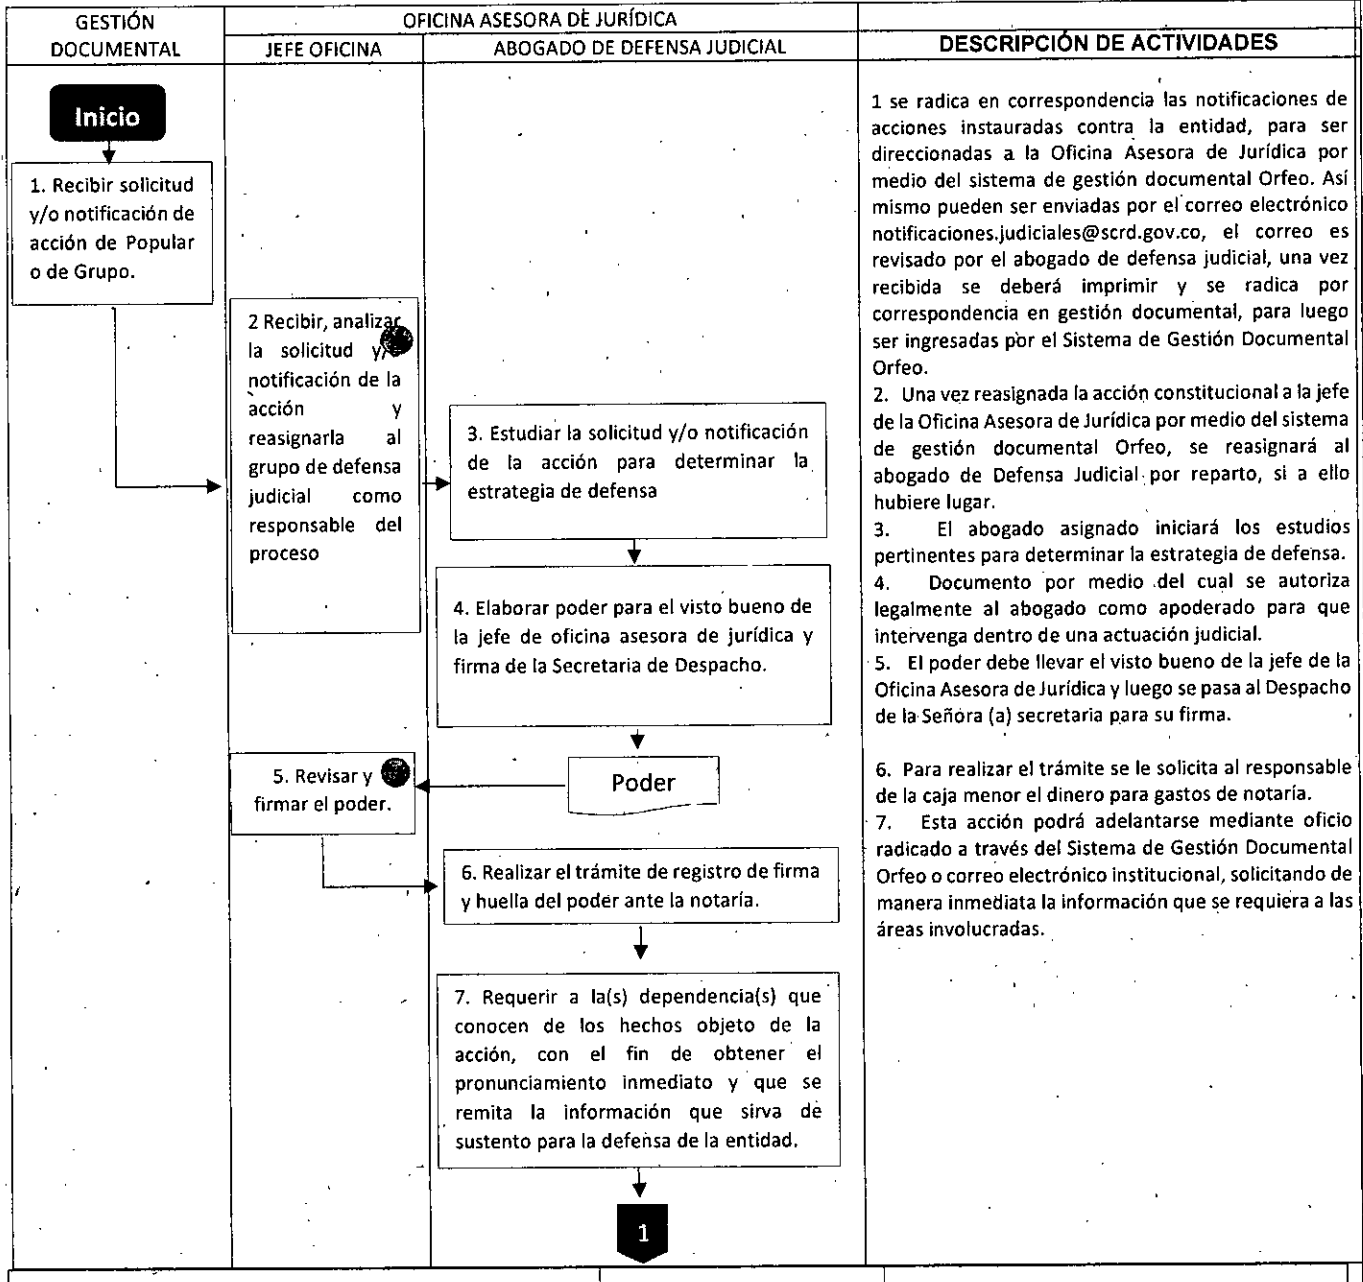 GESTIÓN
DOCUMENTAL
OFICINA ASESORA DE JURÍDICA
JEFE OFICINA
ABOGADO DE DEFENSA JUDICIAL
DESCRIPCIÓN DE ACTIVIDADES
Inicio
1. Recibir solicitud
y/o notificación de
acción de Popular
o de Grupo.
2 Recibir, analizar
la solicitud y/o
notificación de la
acción y
reasignarla al
grupo de defensa
judicial como
responsable del
proceso
3. Estudiar la solicitud y/o notificación
de la acción para determinar la
estrategia de defensa
4. Elaborar poder para el visto bueno de
la jefe de oficina asesora de jurídica y
firma de la Secretaria de Despacho.
Poder
5. Revisar y
firmar el poder.
6. Realizar el trámite de registro de firma
y huella del poder ante la notaría.
7. Requerir a la(s) dependencia(s) que
conocen de los hechos objeto de la
acción, con el fin de obtener el
pronunciamiento inmediato y que se
remita la información que sirva de
sustento para la defensa de la entidad.
1
1 se radica en correspondencia las notificaciones de
acciones instauradas contra la entidad, para ser
direccionadas a la Oficina Asesora de Jurídica por
medio del sistema de gestión documental Orfeo. Así
mismo pueden ser enviadas por el correo electrónico
notificaciones.judiciales@scrd.gov.co, el correo es
revisado por el abogado de defensa judicial, una vez
recibida se deberá imprimir y se radica por
correspondencia en gestión documental, para luego
ser ingresadas por el Sistema de Gestión Documental
Orfeo.
2. Una vez reasignada la acción constitucional a la jefe
de la Oficina Asesora de Jurídica por medio del sistema
de gestión documental Orfeo, se reasignará al
abogado de Defensa Judicial por reparto, si a ello
hubiere lugar.
3. El abogado asignado iniciará los estudios
pertinentes para determinar la estrategia de defensa.
4. Documento por medio del cual se autoriza
legalmente al abogado como apoderado para que
intervenga dentro de una actuación judicial.
5. El poder debe llevar el visto bueno de la jefe de la
Oficina Asesora de Jurídica y luego se pasa al Despacho
de la Señora (a) secretaria para su firma.
6. Para realizar el trámite se le solicita al responsable
de la caja menor el dinero para gastos de notaría.
7. Esta acción podrá adelantarse mediante oficio
radicado a través del Sistema de Gestión Documental
Orfeo o correo electrónico institucional, solicitando de
manera inmediata la información que se requiera a las
áreas involucradas.